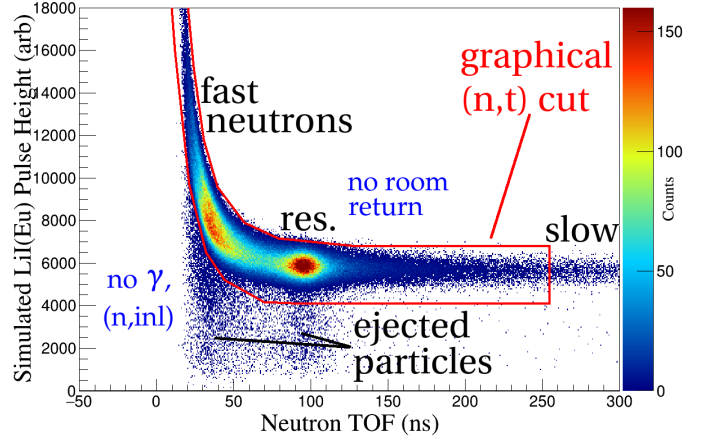 18000
16000
14000
12000
10000
8000
6000
4000
2000
0
Simulated LiI(Eu) Pulse Height (arb)
−50
0
50
100
150
200
250
300
Neutron TOF (ns)
150
100
50
0
Counts
graphical
(n,t) cut
fast
neutrons
no room
return
res.
slow
no γ,
(n,inl)
ejected
particles